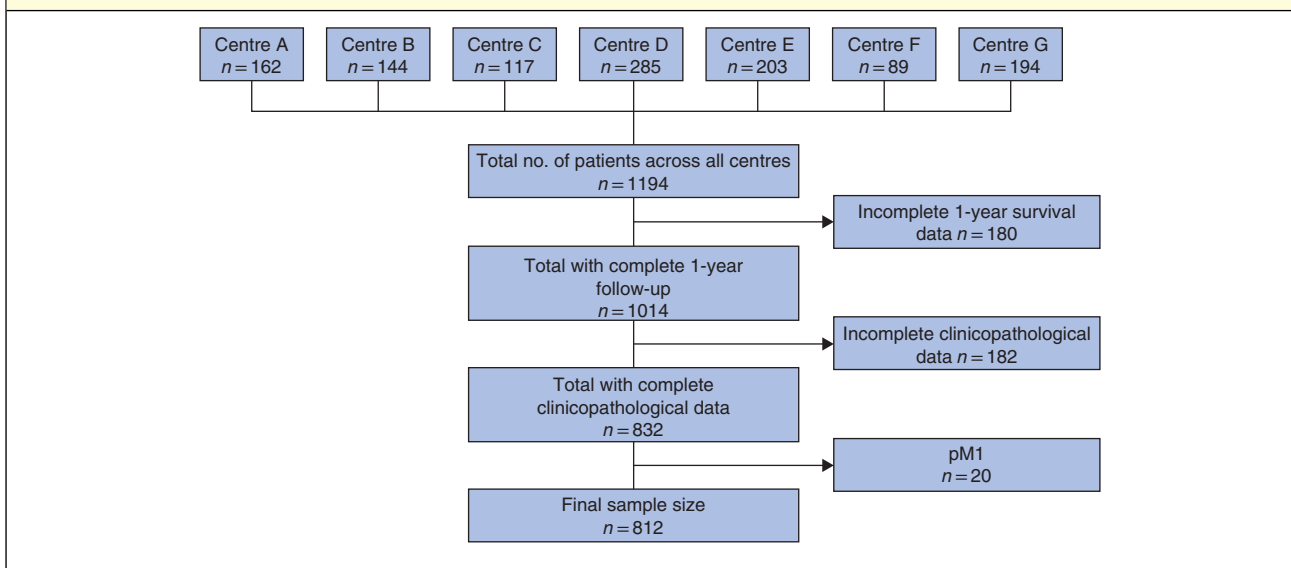 Centre A
n = 162
Centre B
n = 144
Centre C
n = 117
Centre D
n = 285
Centre E
n = 203
Centre F
n = 89
Centre G
n = 194
Total no. of patients across all centres
n = 1194
Incomplete 1-year survival
data n = 180
Total with complete 1-year
follow-up
n = 1014
Incomplete clinicopathological
data n = 182
Total with complete
clinicopathological data
n = 832
pM1
n = 20
Final sample size
n = 812